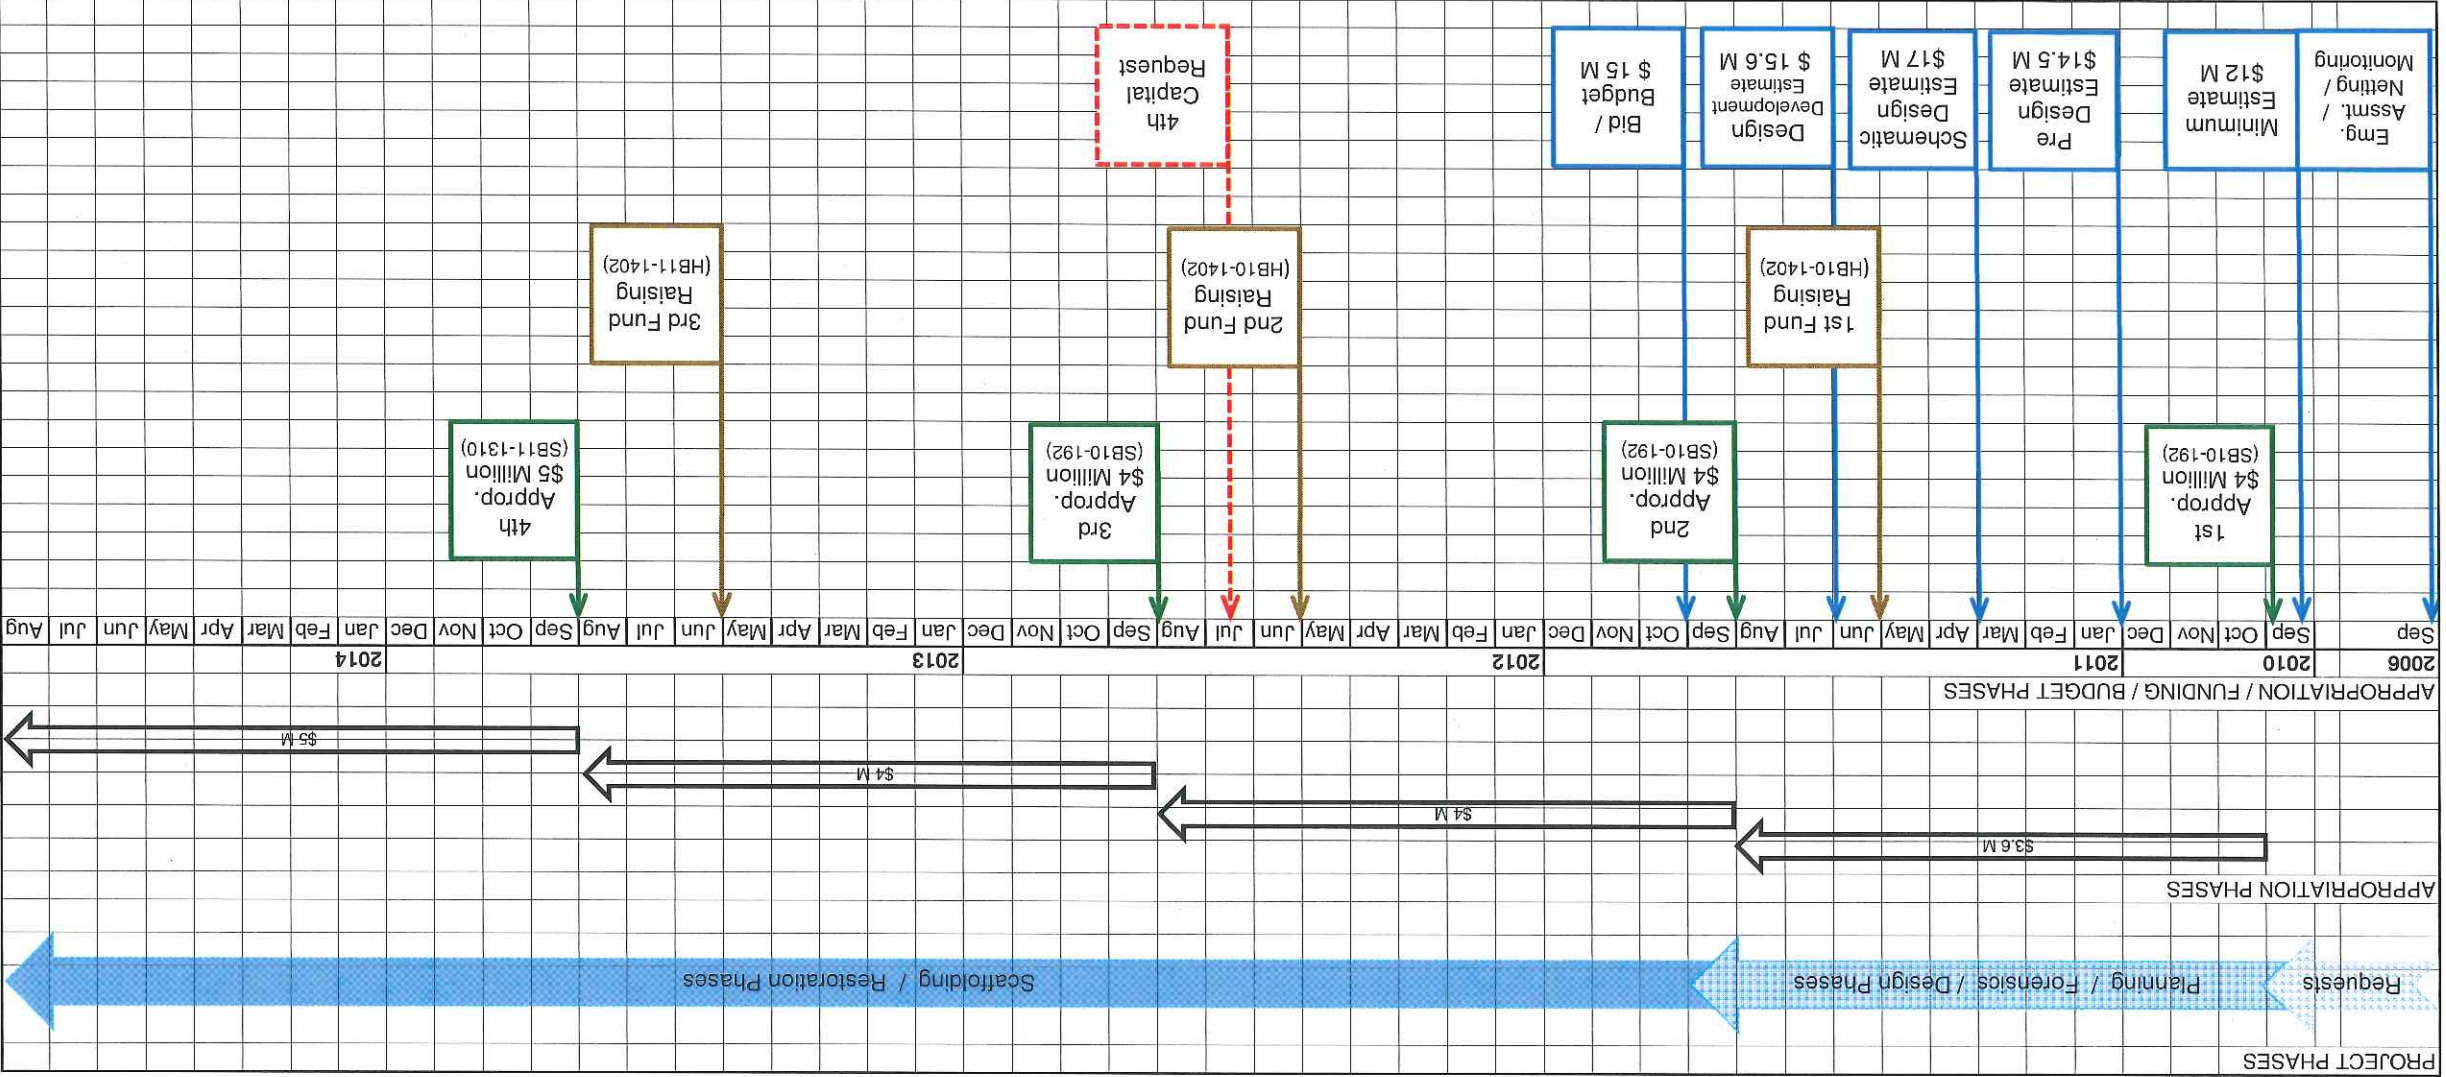 PROJECT PHASES
Requests
Planning / Forensics / Design Phases
Scaffolding / Restoration Phases
APPROPRIATION PHASES
$3.6 M
$4 M
$4 M
$5 M
APPROPRIATION / FUNDING / BUDGET PHASES
2006 2010 2011 2012 2013 2014
Sep Sep Oct Nov Dec Jan Feb Mar Apr May Jun Jul Aug Sep Oct Nov Dec Jan Feb Mar Apr May Jun Jul Aug Sep Oct Nov Dec Jan Feb Mar Apr May Jun Jul Aug Sep Oct Nov Dec Jan Feb Mar Apr May Jun Jul Aug
1st
Approp.
$4 Million
(SB10-192)
2nd
Approp.
$4 Million
(SB10-192)
3rd
Approp.
$4 Million
(SB10-192)
4th
Approp.
$5 Million
(SB11-1310)
1st Fund
Raising
(HB10-1402)
2nd Fund
Raising
(HB10-1402)
3rd Fund
Raising
(HB11-1402)
Emg.
Assmt. /
Netting /
Monitoring
Minimum
Estimate
$12 M
Pre
Design
Estimate
$14.5 M
Schematic
Design
Estimate
$17 M
Design
Development
Estimate
$ 15.6 M
Bid /
Budget
$ 15 M
4th
Capital
Request